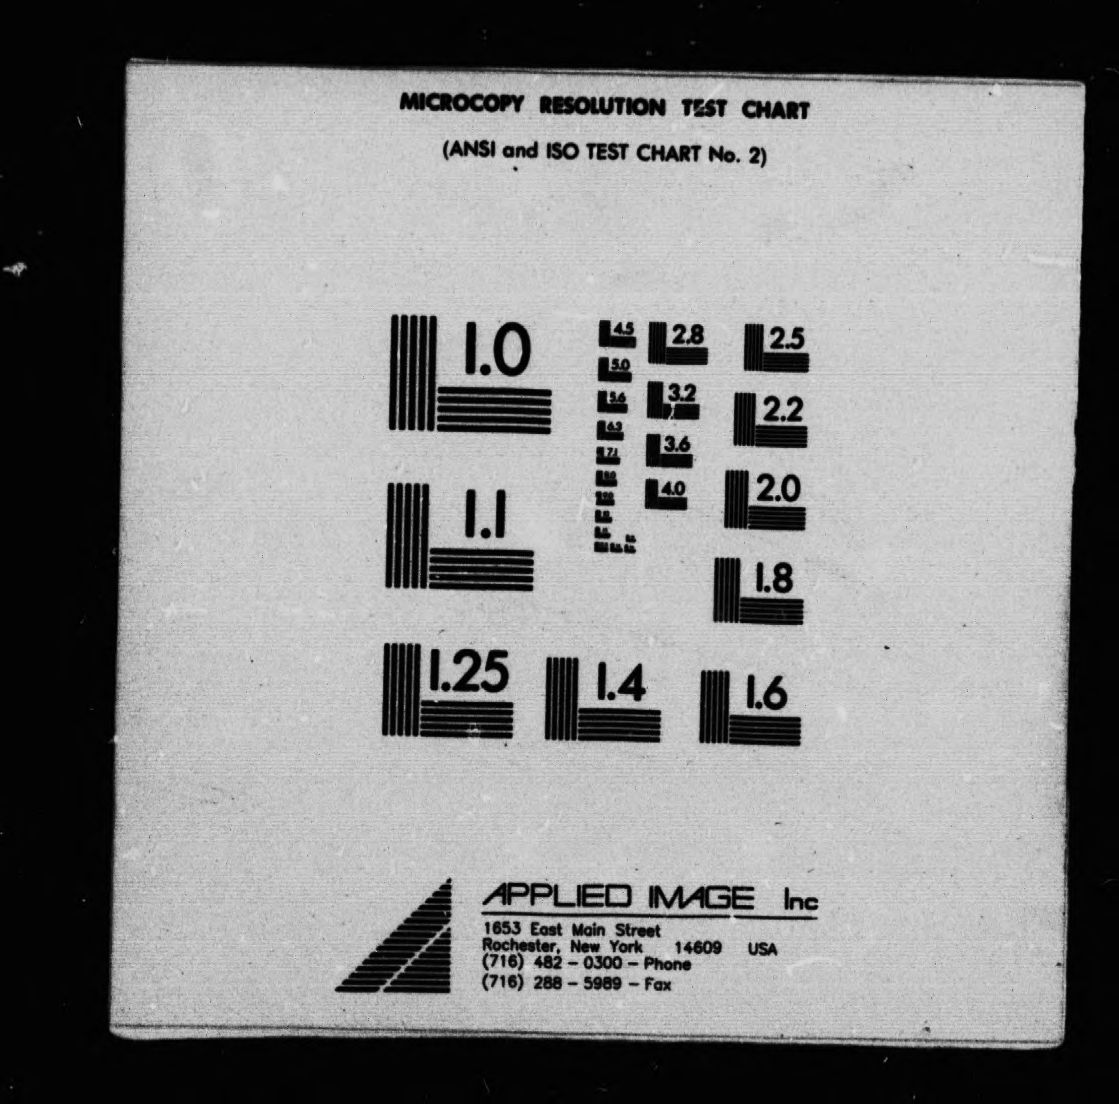 MICROCOPY RESOLUTION TEST CHART
(ANSI and ISO TEST CHART No. 2)
1.0
1.1
1.25
1.4
1.6
1.8
2.0
2.2
2.5
2.8
3.2
3.6
4.0
4.5
5.0
5.6
6.3
7.1
APPLIED IMAGE Inc
1653 East Main Street
Rochester, New York 14609 USA
(716) 482 - 0300 - Phone
(716) 288 - 5989 - Fax